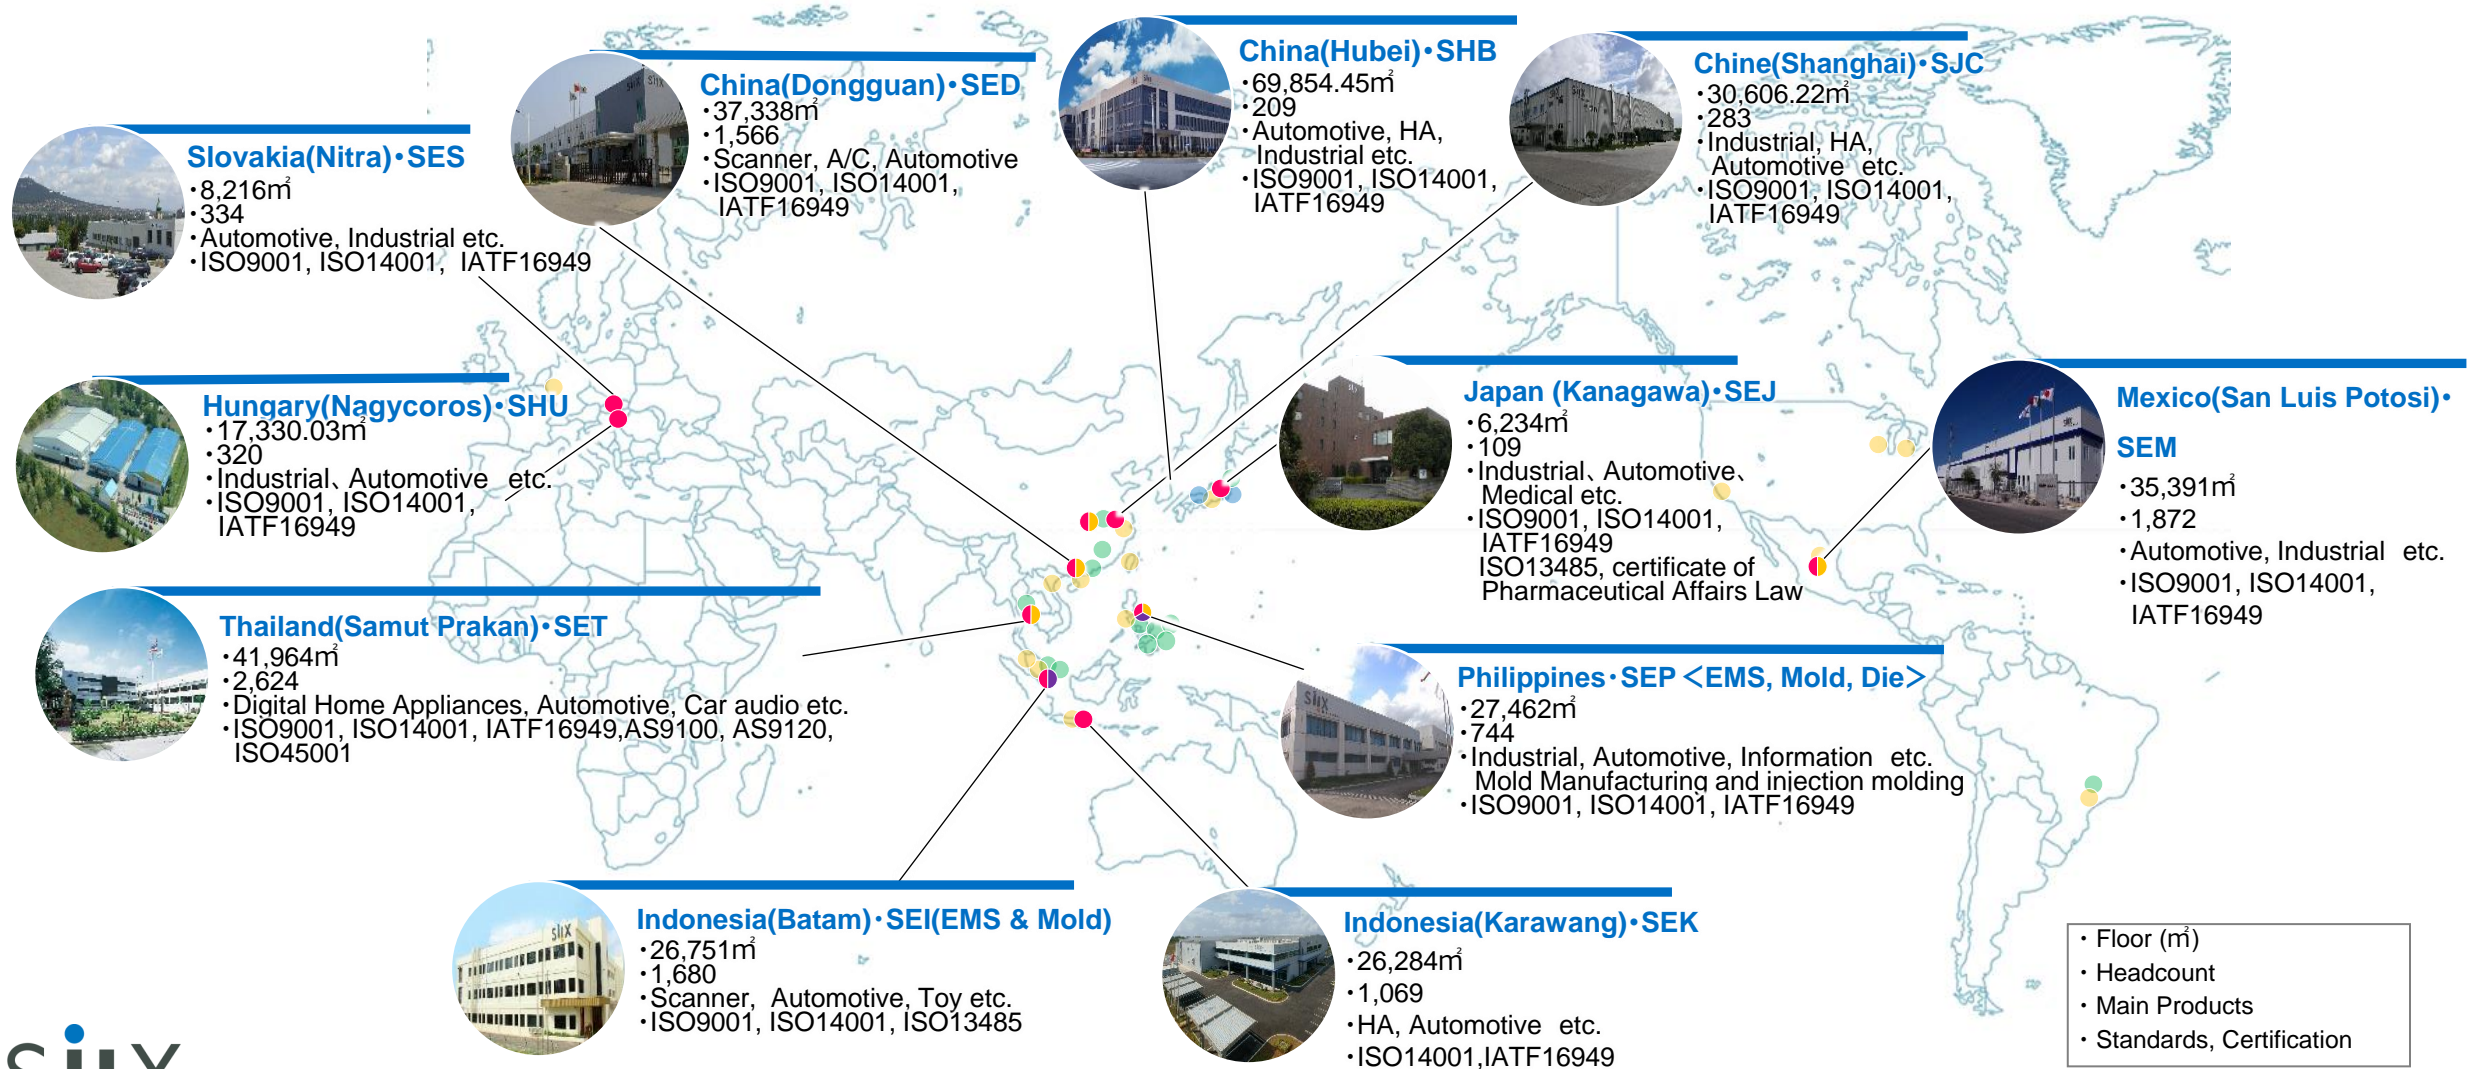 China(Hubei)・SHB
・69,854.45㎡
・209
・Automotive, HA,
Industrial etc.
・ISO9001, ISO14001,
IATF16949
Chine(Shanghai)・SJC
・30,606.22㎡
・283
・Industrial, HA,
Automotive etc.
・ISO9001, ISO14001,
IATF16949
China(Dongguan)・SED
・37,338㎡
・1,566
・Scanner, A/C, Automotive
・ISO9001, ISO14001,
IATF16949
Slovakia(Nitra)・SES
・8,216㎡
・334
・Automotive, Industrial etc.
・ISO9001, ISO14001, IATF16949
Hungary(Nagycoros)・SHU
・17,330.03㎡
・320
・Industrial、Automotive etc.
・ISO9001, ISO14001,
IATF16949
Japan (Kanagawa)・SEJ
・6,234㎡
・109
・Industrial、Automotive、
Medical etc.
・ISO9001, ISO14001,
IATF16949
ISO13485, certificate of
Pharmaceutical Affairs Law
Mexico(San Luis Potosi)・
SEM
・35,391㎡
・1,872
・Automotive, Industrial etc.
・ISO9001, ISO14001,
IATF16949
Thailand(Samut Prakan)・SET
・41,964㎡
・2,624
・Digital Home Appliances, Automotive, Car audio etc.
・ISO9001, ISO14001, IATF16949,AS9100, AS9120,
ISO45001
Philippines・SEP <EMS, Mold, Die>
・27,462㎡
・744
・Industrial, Automotive, Information etc.
Mold Manufacturing and injection molding
・ISO9001, ISO14001, IATF16949
Indonesia(Batam)・SEI(EMS & Mold)
・26,751㎡
・1,680
・Scanner, Automotive, Toy etc.
・ISO9001, ISO14001, ISO13485
Indonesia(Karawang)・SEK
・26,284㎡
・1,069
・HA, Automotive etc.
・ISO14001,IATF16949
・Floor (㎡)
・Headcount
・Main Products
・Standards, Certification
siix